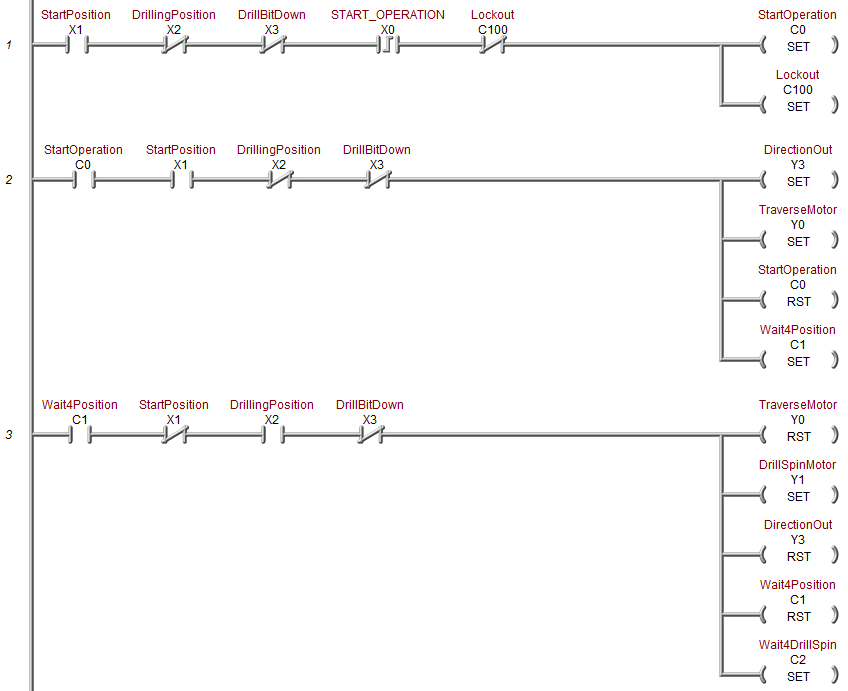 StartPosition DrillingPosition DrillBitDown START_OPERATION Lockout StartOperation
X1 X2 X3 X0 C100 C0
1 SET
Lockout
C100
SET
StartOperation StartPosition DrillingPosition DrillBitDown DirectionOut
C0 X1 X2 X3 Y3
2 SET
TraverseMotor
Y0
SET
StartOperation
C0
RST
Wait4Position
C1
SET
Wait4Position StartPosition DrillingPosition DrillBitDown TraverseMotor
C1 X1 X2 X3 Y0
3 RST
DrillSpinMotor
Y1
SET
DirectionOut
Y3
RST
Wait4Position
C1
RST
Wait4DrillSpin
C2
SET